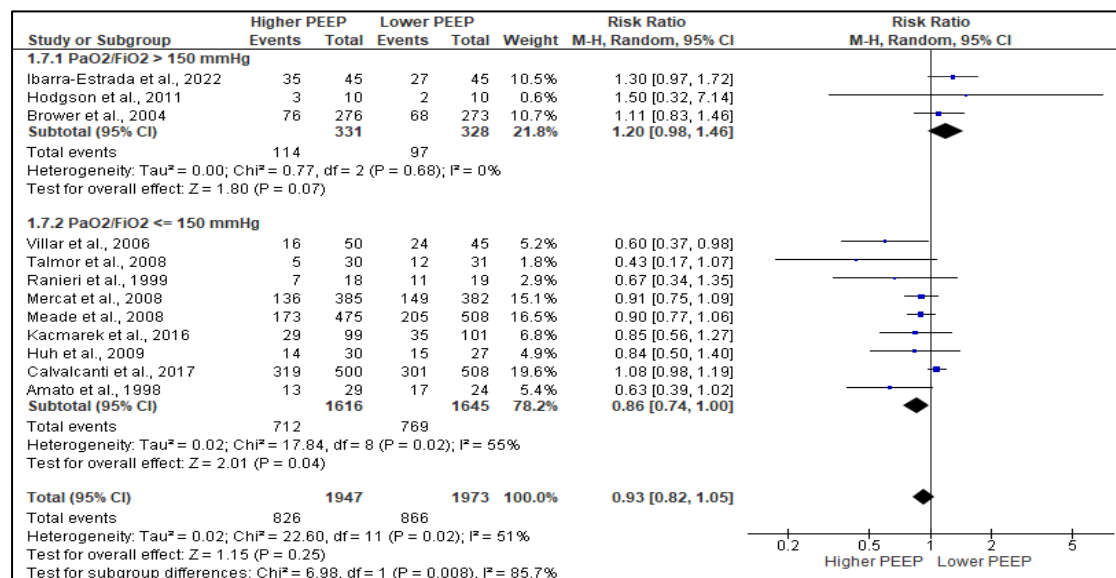 Higher PEEP Lower PEEP Risk Ratio Risk Ratio
Study or Subgroup Events Total Events Total Weight M-H, Random, 95% CI M-H, Random, 95% CI
1.7.1 PaO2/FiO2 > 150 mmHg
Ibarra-Estrada et al., 2022 35 45 27 45 10.5% 1.30 [0.97, 1.72]
Hodgson et al., 2011 3 10 2 10 0.6% 1.50 [0.32, 7.14]
Brower et al., 2004 76 276 68 273 10.7% 1.11 [0.83, 1.46]
Subtotal (95% CI) 331 328 21.8% 1.20 [0.98, 1.46]
Total events 114 97
Heterogeneity: Tau² = 0.00; Chi² = 0.77, df = 2 (P = 0.68); I² = 0%
Test for overall effect: Z = 1.80 (P = 0.07)
1.7.2 PaO2/FiO2 <= 150 mmHg
Villar et al., 2006 16 50 24 45 5.2% 0.60 [0.37, 0.98]
Talmor et al., 2008 5 30 12 31 1.8% 0.43 [0.17, 1.07]
Ranieri et al., 1999 7 18 11 19 2.9% 0.67 [0.34, 1.35]
Mercat et al., 2008 136 385 149 382 15.1% 0.91 [0.75, 1.09]
Meade et al., 2008 173 475 205 508 16.5% 0.90 [0.77, 1.06]
Kacmarek et al., 2016 29 99 35 101 6.8% 0.85 [0.56, 1.27]
Huh et al., 2009 14 30 15 27 4.9% 0.84 [0.50, 1.40]
Calvalcanti et al., 2017 319 500 301 508 19.6% 1.08 [0.98, 1.19]
Amato et al., 1998 13 29 17 24 5.4% 0.63 [0.39, 1.02]
Subtotal (95% CI) 1616 1645 78.2% 0.86 [0.74, 1.00]
Total events 712 769
Heterogeneity: Tau² = 0.02; Chi² = 17.84, df = 8 (P = 0.02); I² = 55%
Test for overall effect: Z = 2.01 (P = 0.04)
Total (95% CI) 1947 1973 100.0% 0.93 [0.82, 1.05]
Total events 826 866
Heterogeneity: Tau² = 0.02; Chi² = 22.60, df = 11 (P = 0.02); I² = 51%
Test for overall effect: Z = 1.15 (P = 0.25)
Test for subgroup differences: Chi² = 6.98, df = 1 (P = 0.008), I² = 85.7%
0.2 0.5 1 2 5
Higher PEEP Lower PEEP